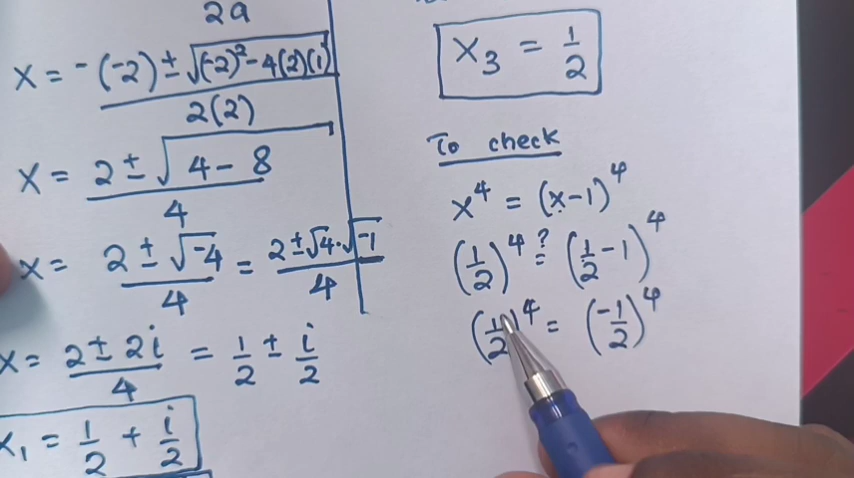 2a
x = -(-2) ± √(-2)² - 4(2)(1) / 2(2)
x = 2 ± √4 - 8 / 4
x = 2 ± √-4 / 4 = 2 ± √4 · √-1 / 4
x = 2 ± 2i / 4 = 1/2 ± i/2
x₁ = 1/2 + i/2
x₃ = 1/2
To check
x⁴ = (x-1)⁴
(1/2)⁴ ?= (1/2 - 1)⁴
(1/2)⁴ = (-1/2)⁴